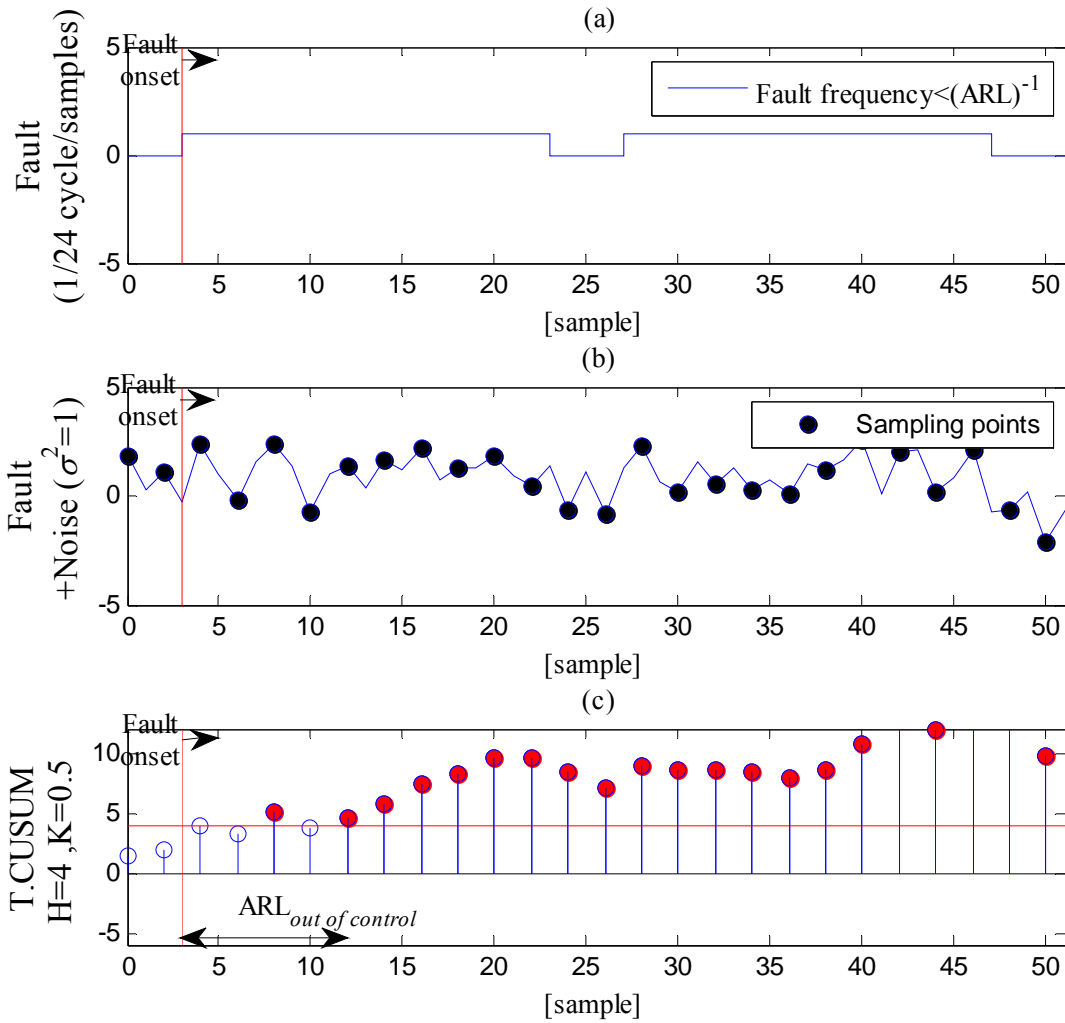 (a)
Fault
(1/24 cycle/samples)
5
0
-5
Fault
onset
Fault frequency<(ARL)-1
0 5 10 15 20 25 30 35 40 45 50
[sample]
(b)
Fault
+Noise (σ2=1)
5
0
-5
Fault
onset
Sampling points
0 5 10 15 20 25 30 35 40 45 50
[sample]
(c)
T.CUSUM
H=4 ,K=0.5
10
5
0
-5
Fault
onset
ARLout of control
0 5 10 15 20 25 30 35 40 45 50
[sample]